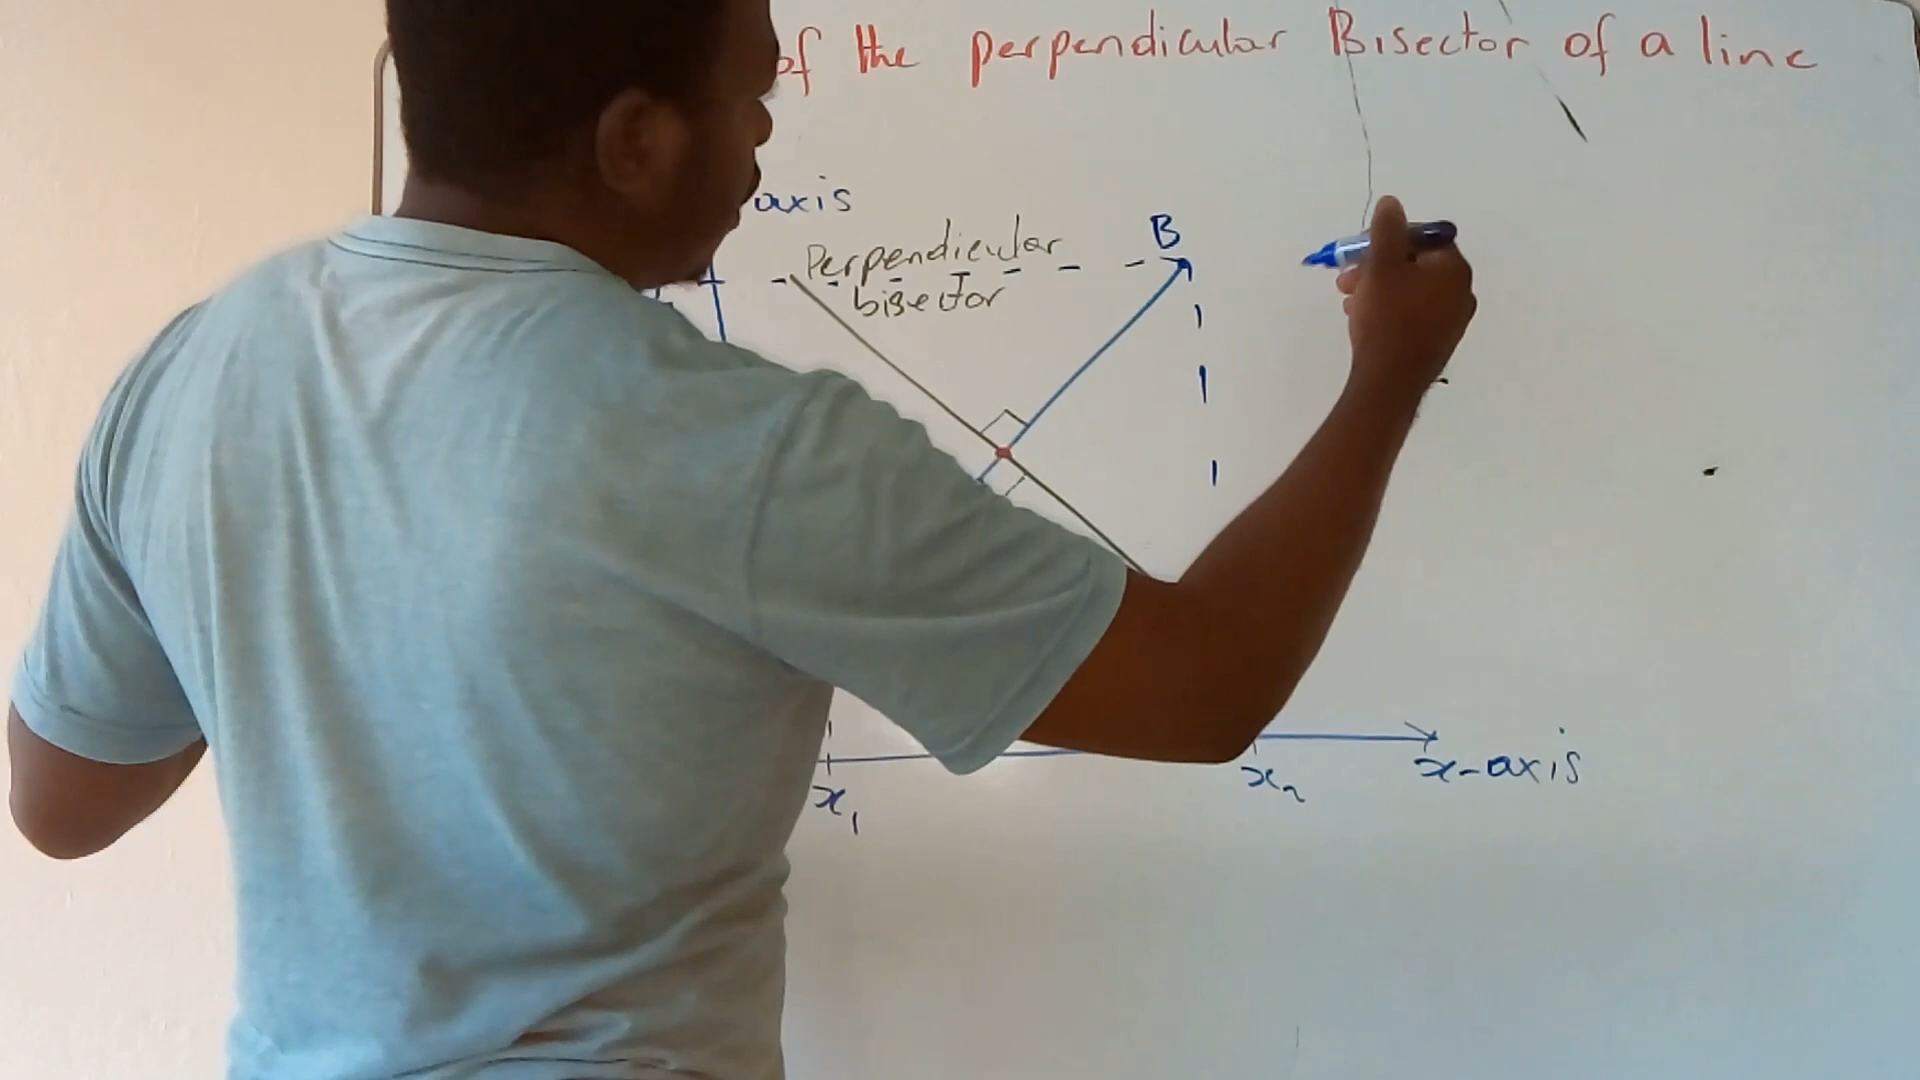 of the perpendicular Bisector of a line
axis
B
Perpendicular
bisector
x-axis
x₁
x₂